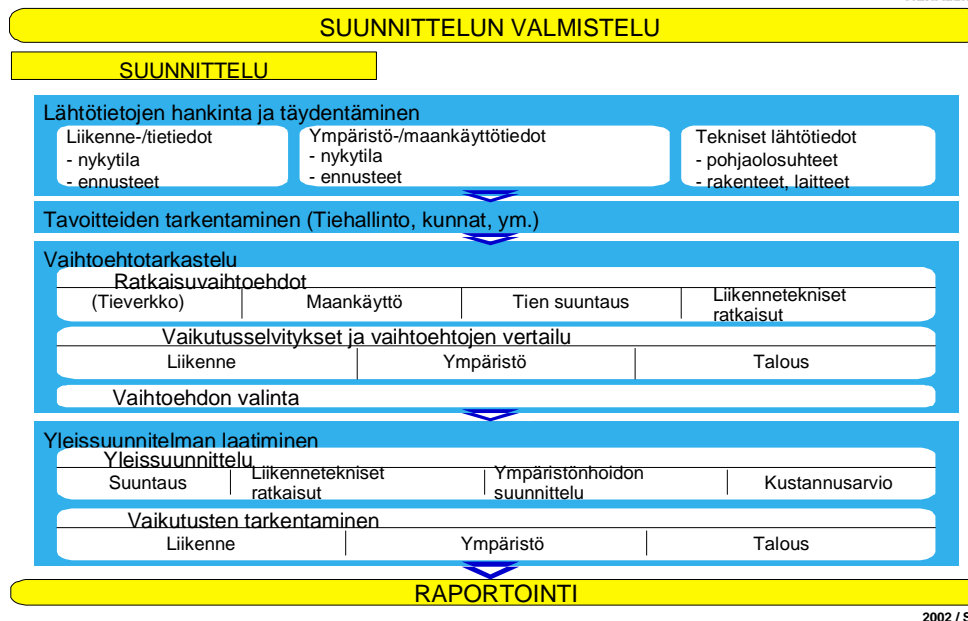 SUUNNITTELUN VALMISTELU
SUUNNITTELU
Lähtötietojen hankinta ja täydentäminen
Liikenne-/tietiedot
- nykytila
- ennusteet
Ympäristö-/maankäyttötiedot
- nykytila
- ennusteet
Tekniset lähtötiedot
- pohjaolosuhteet
- rakenteet, laitteet
Tavoitteiden tarkentaminen (Tiehallinto, kunnat, ym.)
Vaihtoehtotarkastelu
Ratkaisuvaihtoehdot
(Tieverkko)
Maankäyttö
Tien suuntaus
Liikennetekniset
ratkaisut
Vaikutusselvitykset ja vaihtoehtojen vertailu
Liikenne
Ympäristö
Talous
Vaihtoehdon valinta
Yleissuunnitelman laatiminen
Yleissuunnittelu
Suuntaus
Liikennetekniset
ratkaisut
Ympäristönhoidon
suunnittelu
Kustannusarvio
Vaikutusten tarkentaminen
Liikenne
Ympäristö
Talous
RAPORTOINTI
2002 / S